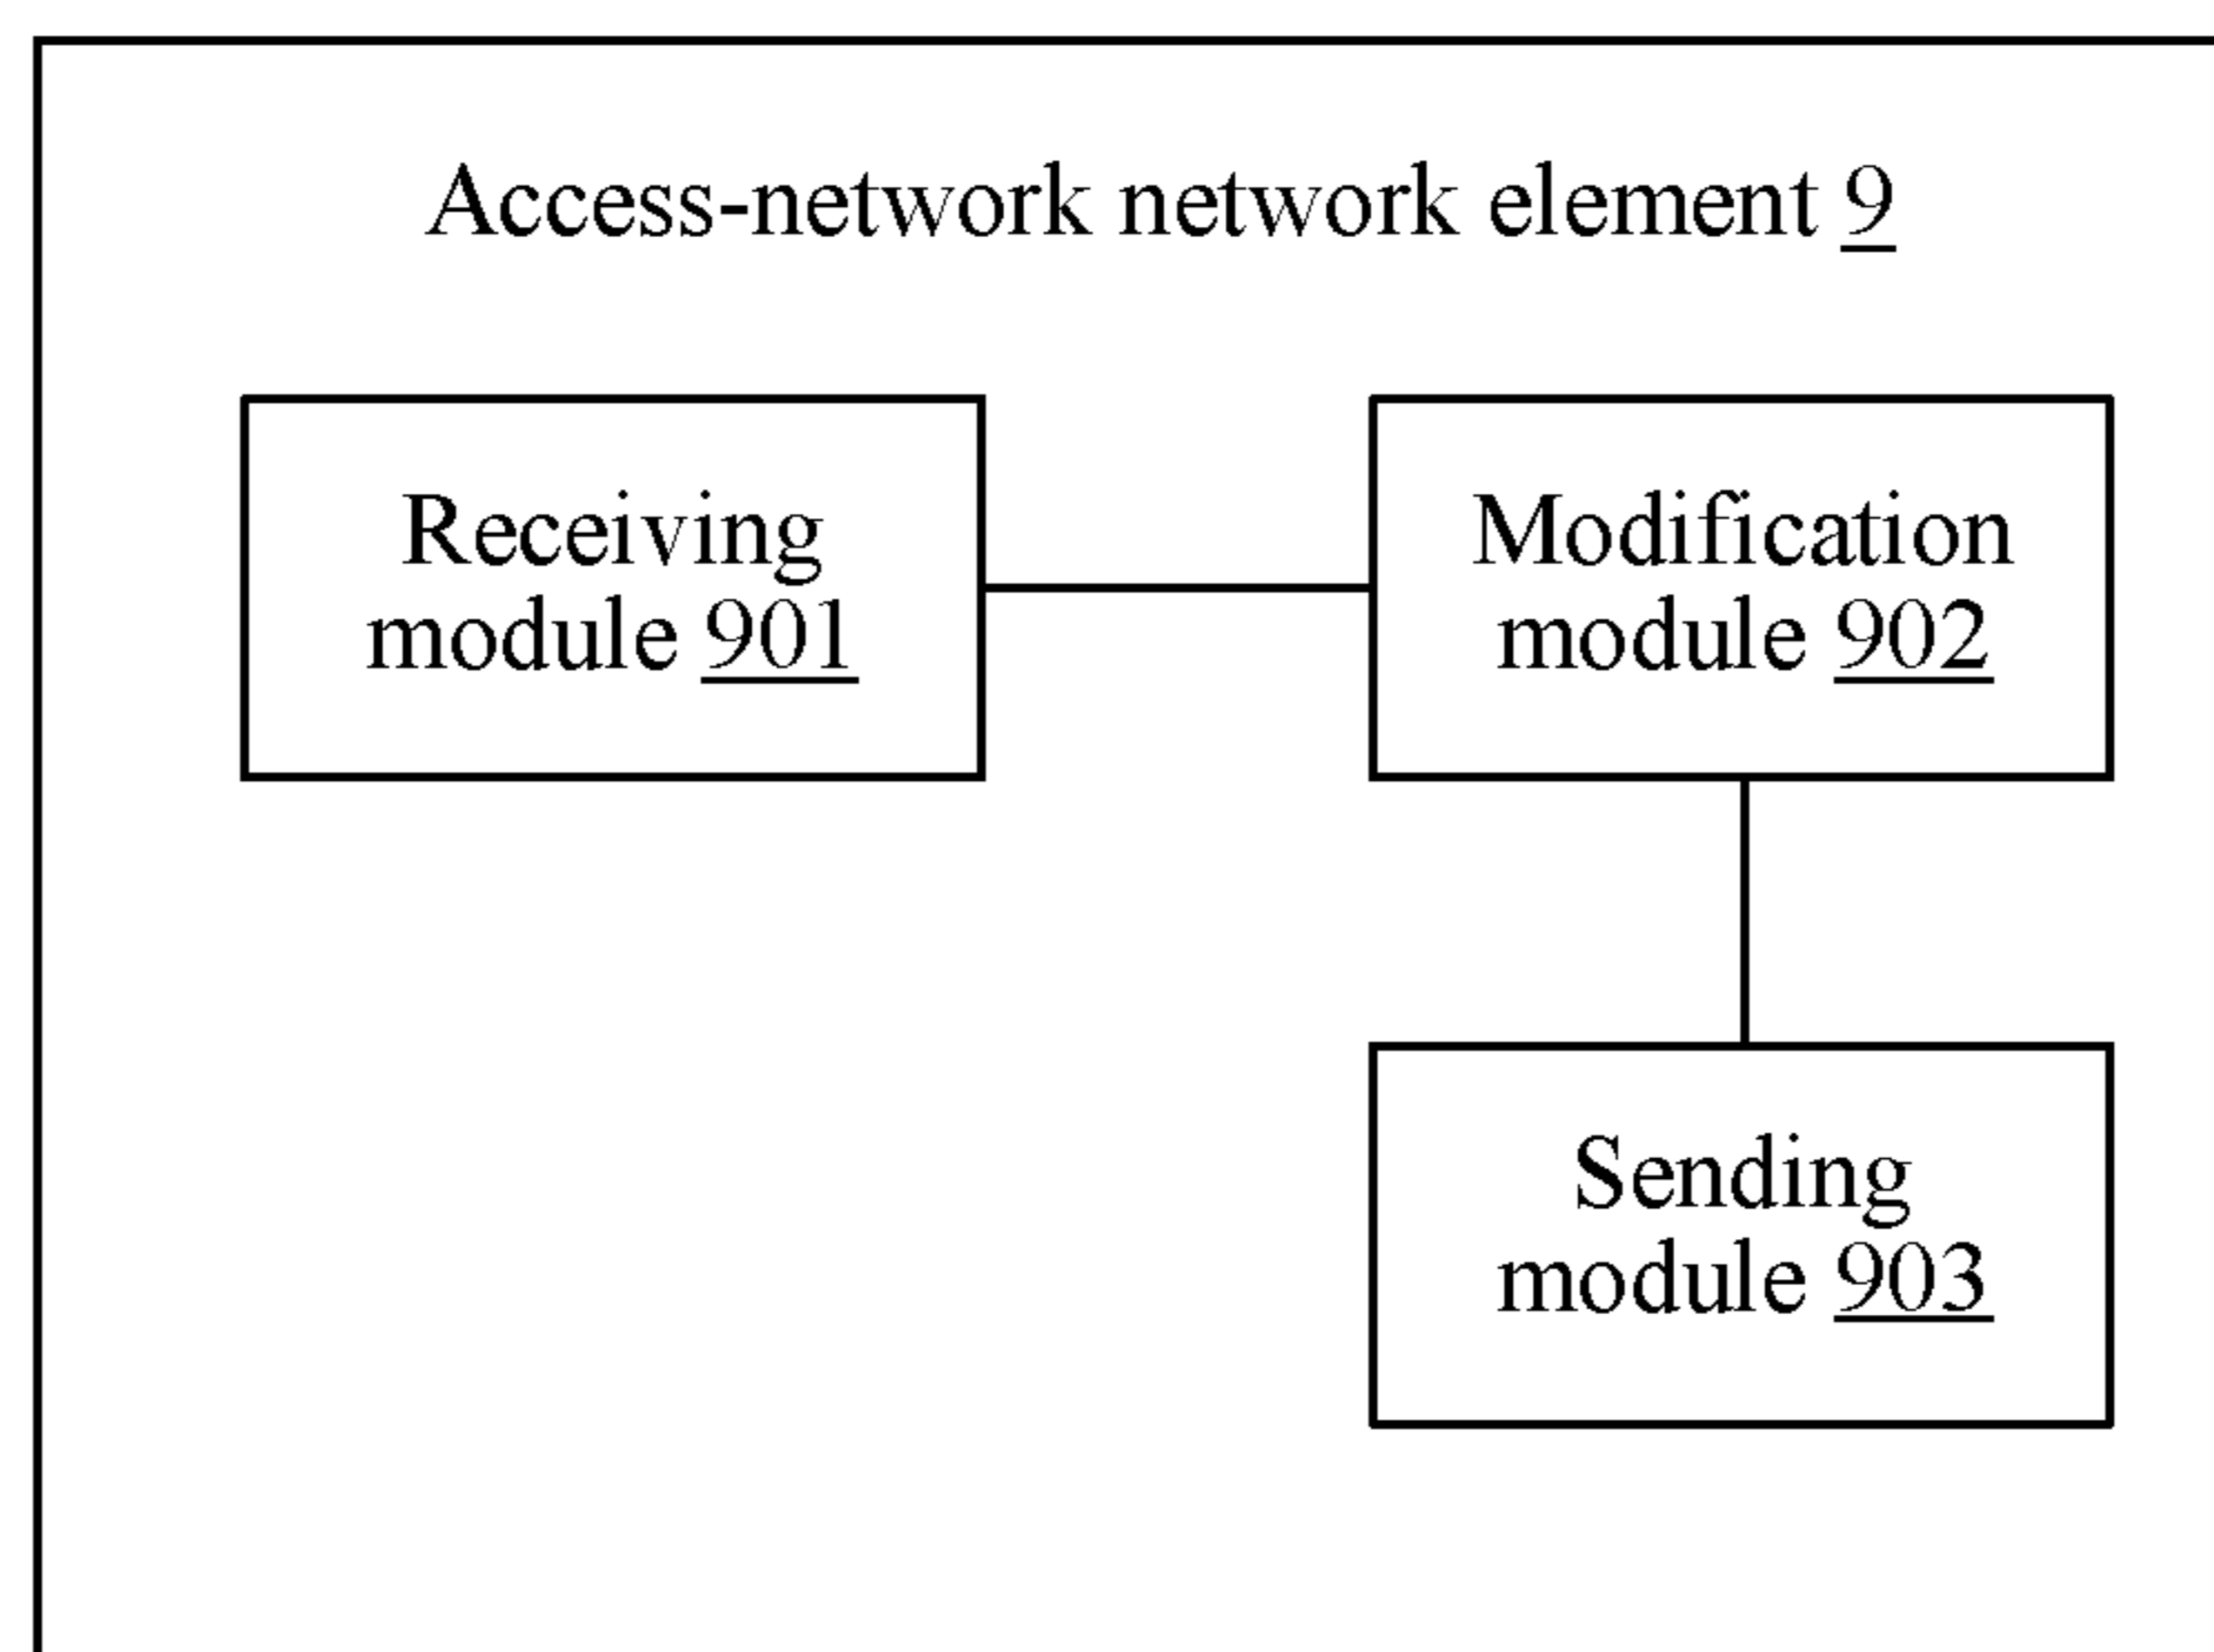 Access-network network element 9
Receiving
module 901
Modification
module 902
Sending
module 903